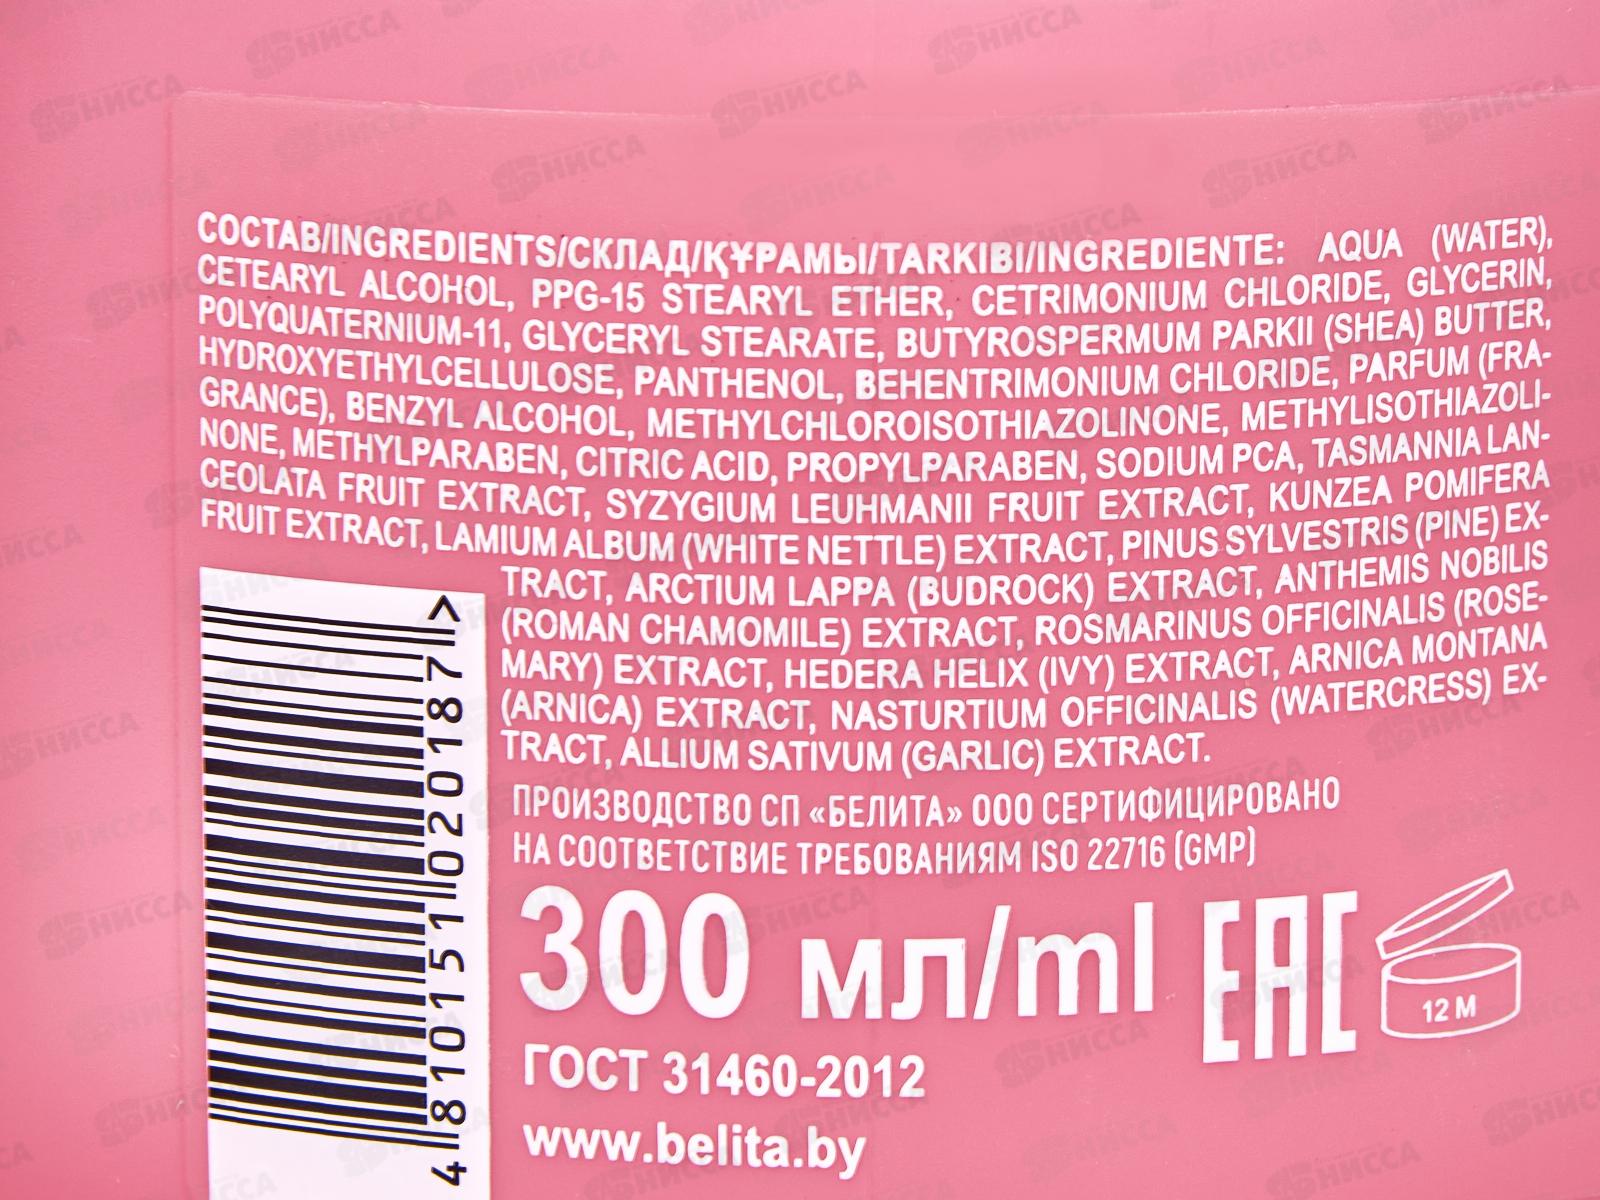 СОСТАВ/INGREDIENTS/СКЛАД/ҚҰРАМЫ/TARKIBI/INGREDIENTE: AQUA (WATER),
CETEARYL ALCOHOL, PPG-15 STEARYL ETHER, CETRIMONIUM CHLORIDE, GLYCERIN,
POLYQUATERNIUM-11, GLYCERYL STEARATE, BUTYROSPERMUM PARKII (SHEA) BUTTER,
HYDROXYETHYLCELLULOSE, PANTHENOL, BEHENTRIMONIUM CHLORIDE, PARFUM (FRA-
GRANCE), BENZYL ALCOHOL, METHYLCHLOROISOTHIAZOLINONE, METHYLISOTHIAZOLI-
NONE, METHYLPARABEN, CITRIC ACID, PROPYLPARABEN, SODIUM PCA, TASMANNIA LAN-
CEOLATA FRUIT EXTRACT, SYZYGIUM LEUHMANII FRUIT EXTRACT, KUNZEA POMIFERA
FRUIT EXTRACT, LAMIUM ALBUM (WHITE NETTLE) EXTRACT, PINUS SYLVESTRIS (PINE) EX-
TRACT, ARCTIUM LAPPA (BUDROCK) EXTRACT, ANTHEMIS NOBILIS
(ROMAN CHAMOMILE) EXTRACT, ROSMARINUS OFFICINALIS (ROSE-
MARY) EXTRACT, HEDERA HELIX (IVY) EXTRACT, ARNICA MONTANA
(ARNICA) EXTRACT, NASTURTIUM OFFICINALIS (WATERCRESS) EX-
TRACT, ALLIUM SATIVUM (GARLIC) EXTRACT.
ПРОИЗВОДСТВО СП «БЕЛИТА» ООО СЕРТИФИЦИРОВАНО
НА СООТВЕТСТВИЕ ТРЕБОВАНИЯМ ISO 22716 (GMP)
300 мл/ml
EAC
12 M
ГОСТ 31460-2012
www.belita.by
4 810151 020187 >
НИССА